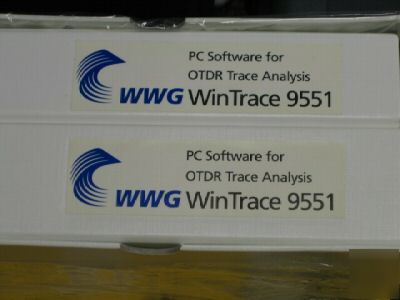 PC Software for
OTDR Trace Analysis
WWG WinTrace 9551
PC Software for
OTDR Trace Analysis
WWG WinTrace 9551